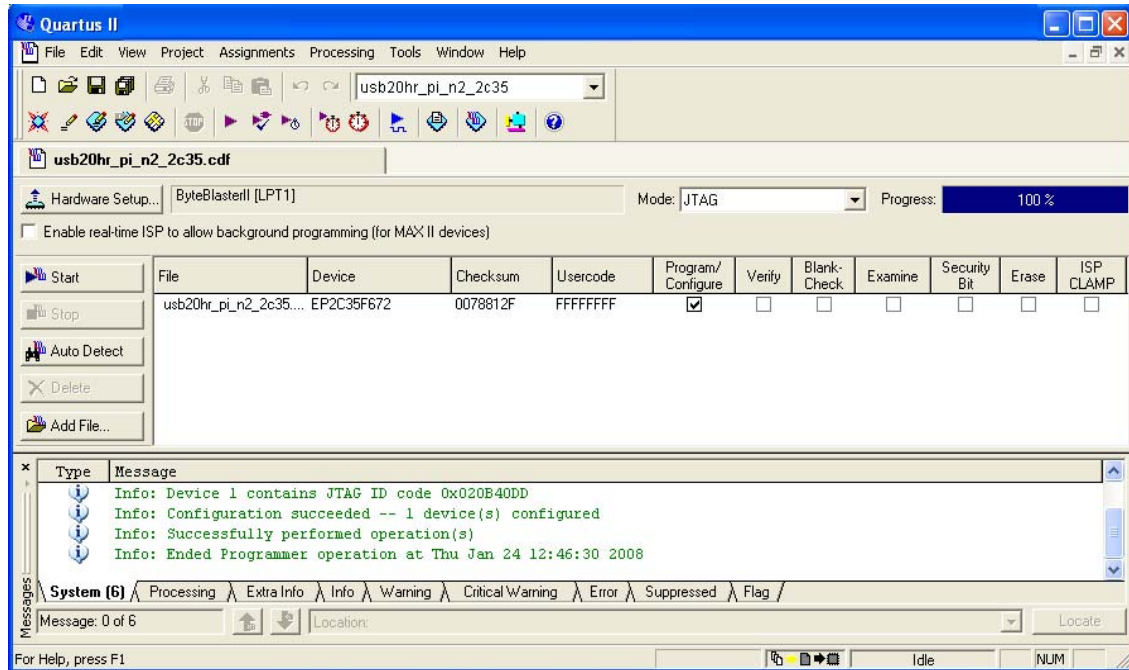 Quartus II
File Edit View Project Assignments Processing Tools Window Help
usb20hr_pi_n2_2c35
STOP
usb20hr_pi_n2_2c35.cdf
Hardware Setup... ByteBlasterII [LPT1] Mode: JTAG Progress: 100 %
Enable real-time ISP to allow background programming (for MAX II devices)
Start
Stop
Auto Detect
Delete
Add File...
File Device Checksum Usercode Program/ Configure Verify Blank- Check Examine Security Bit Erase ISP CLAMP
usb20hr_pi_n2_2c35.... EP2C35F672 0078812F FFFFFFFF
Type Message
Info: Device 1 contains JTAG ID code 0x020B40DD
Info: Configuration succeeded -- 1 device(s) configured
Info: Successfully performed operation(s)
Info: Ended Programmer operation at Thu Jan 24 12:46:30 2008
System (6) Processing Extra Info Info Warning Critical Warning Error Suppressed Flag
Messages
Message: 0 of 6 Location: Locate
For Help, press F1 Idle NUM